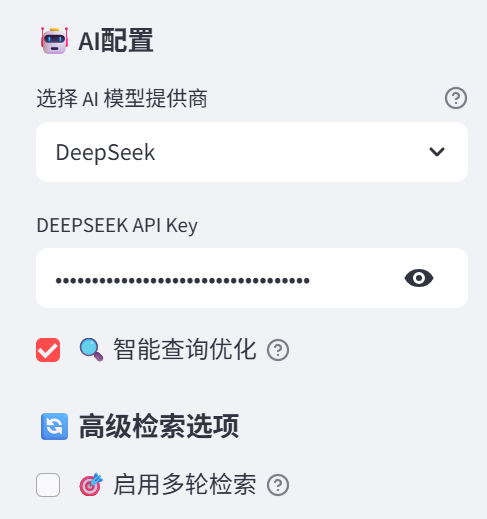 AI配置
选择 AI 模型提供商
DeepSeek
DEEPSEEK API Key
智能查询优化
高级检索选项
启用多轮检索